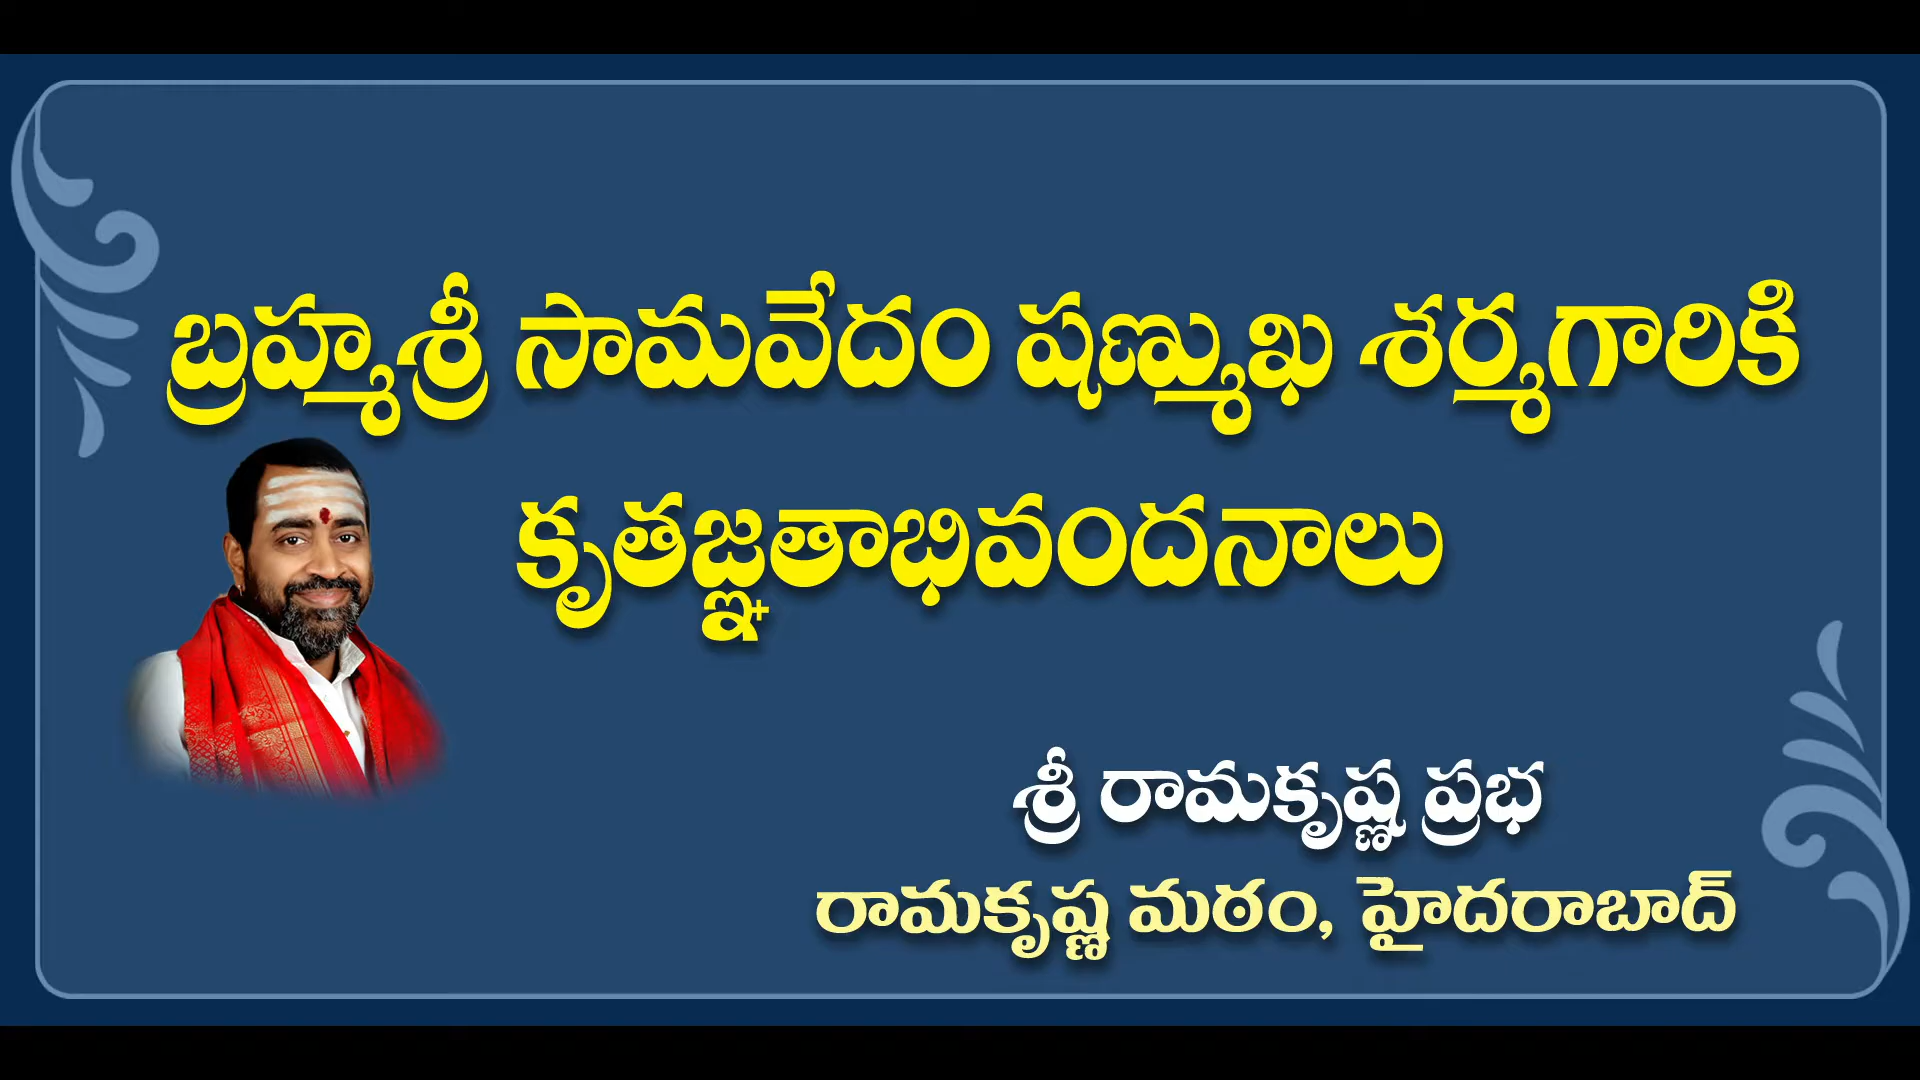 బ్రహ్మశ్రీ సామవేదం షణ్ముఖ శర్మగారికి
కృతజ్ఞతాభివందనాలు
శ్రీ రామకృష్ణ ప్రభ
రామకృష్ణ మఠం, హైదరాబాద్